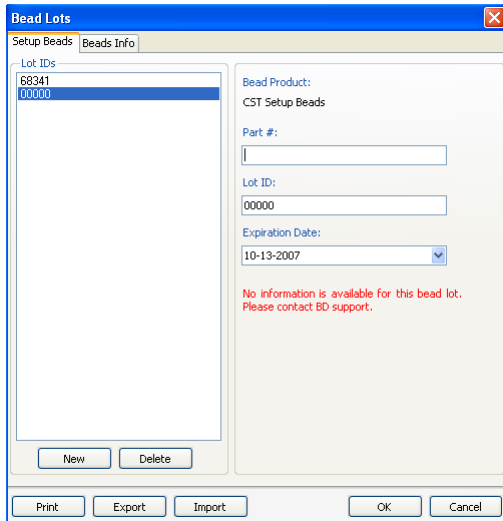 Bead Lots
Setup Beads Beads Info
Lot IDs
68341
00000
Bead Product:
CST Setup Beads
Part #:
Lot ID:
00000
Expiration Date:
10-13-2007
No information is available for this bead lot.
Please contact BD support.
New Delete
Print Export Import OK Cancel